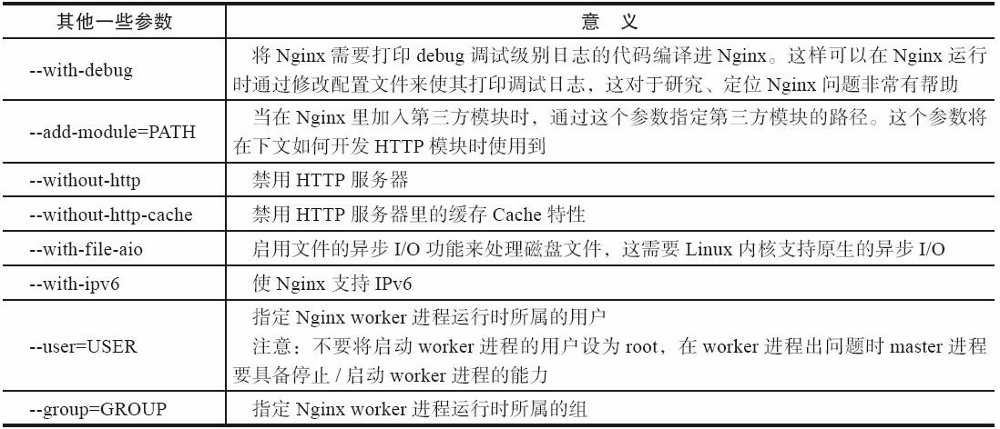 其他一些参数 意 义
--with-debug
将 Nginx 需要打印 debug 调试级别日志的代码编译进 Nginx。这样可以在 Nginx 运行
时通过修改配置文件来使其打印调试日志，这对于研究、定位 Nginx 问题非常有帮助
--add-module=PATH
当在 Nginx 里加入第三方模块时，通过这个参数指定第三方模块的路径。这个参数将
在下文如何开发 HTTP 模块时使用到
--without-http 禁用 HTTP 服务器
--without-http-cache 禁用 HTTP 服务器里的缓存 Cache 特性
--with-file-aio 启用文件的异步 I/O 功能来处理磁盘文件，这需要 Linux 内核支持原生的异步 I/O
--with-ipv6 使 Nginx 支持 IPv6
--user=USER
指定 Nginx worker 进程运行时所属的用户
注意：不要将启动 worker 进程的用户设为 root，在 worker 进程出问题时 master 进程
要具备停止 / 启动 worker 进程的能力
--group=GROUP 指定 Nginx worker 进程运行时所属的组